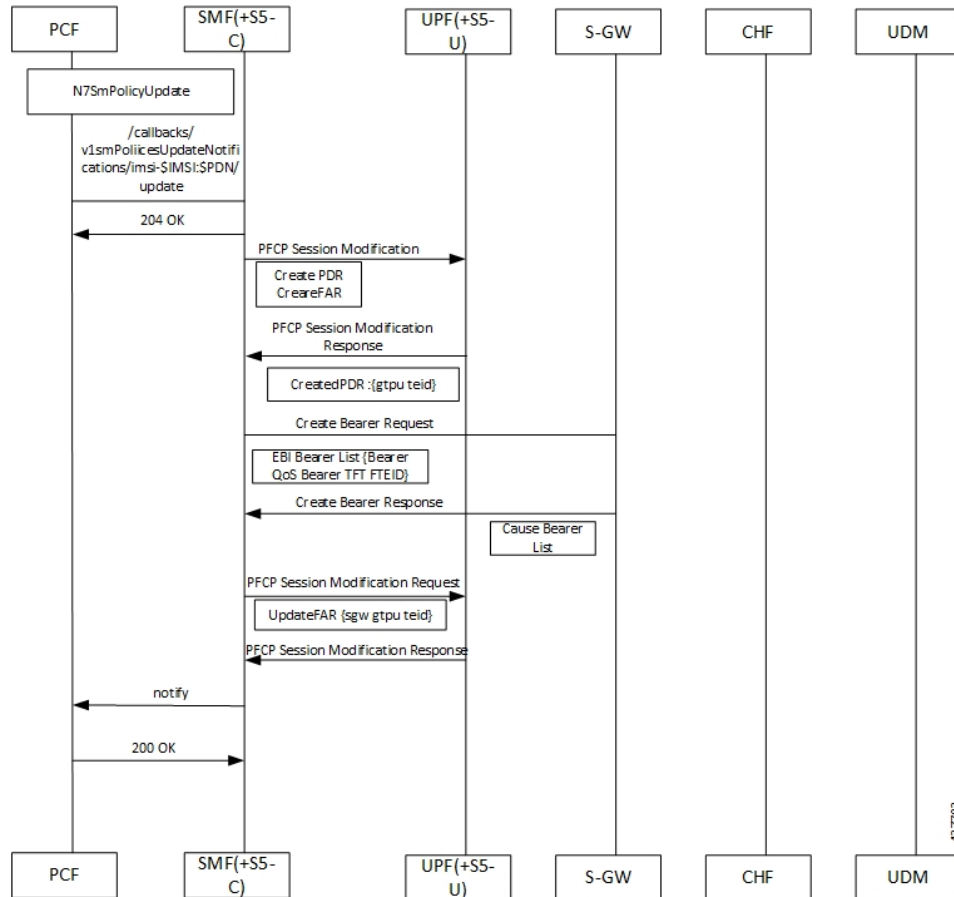 PCF
SMF(+S5-
C)
UPF(+S5-
U)
S-GW
CHF
UDM
N7SmPolicyUpdate
/callbacks/
v1smPoliicesUpdateNotifi
cations/imsi-$IMSI:$PDN/
update
204 OK
PFCP Session Modification
Create PDR
CreareFAR
PFCP Session Modification
Response
CreatedPDR :{gtpu teid}
Create Bearer Request
EBI Bearer List {Bearer
QoS Bearer TFT FTEID}
Create Bearer Response
Cause Bearer
List
PFCP Session Modification Request
UpdateFAR {sgw gtpu teid}
PFCP Session Modification Response
notify
200 OK
PCF
SMF(+S5-
C)
UPF(+S5-
U)
S-GW
CHF
UDM